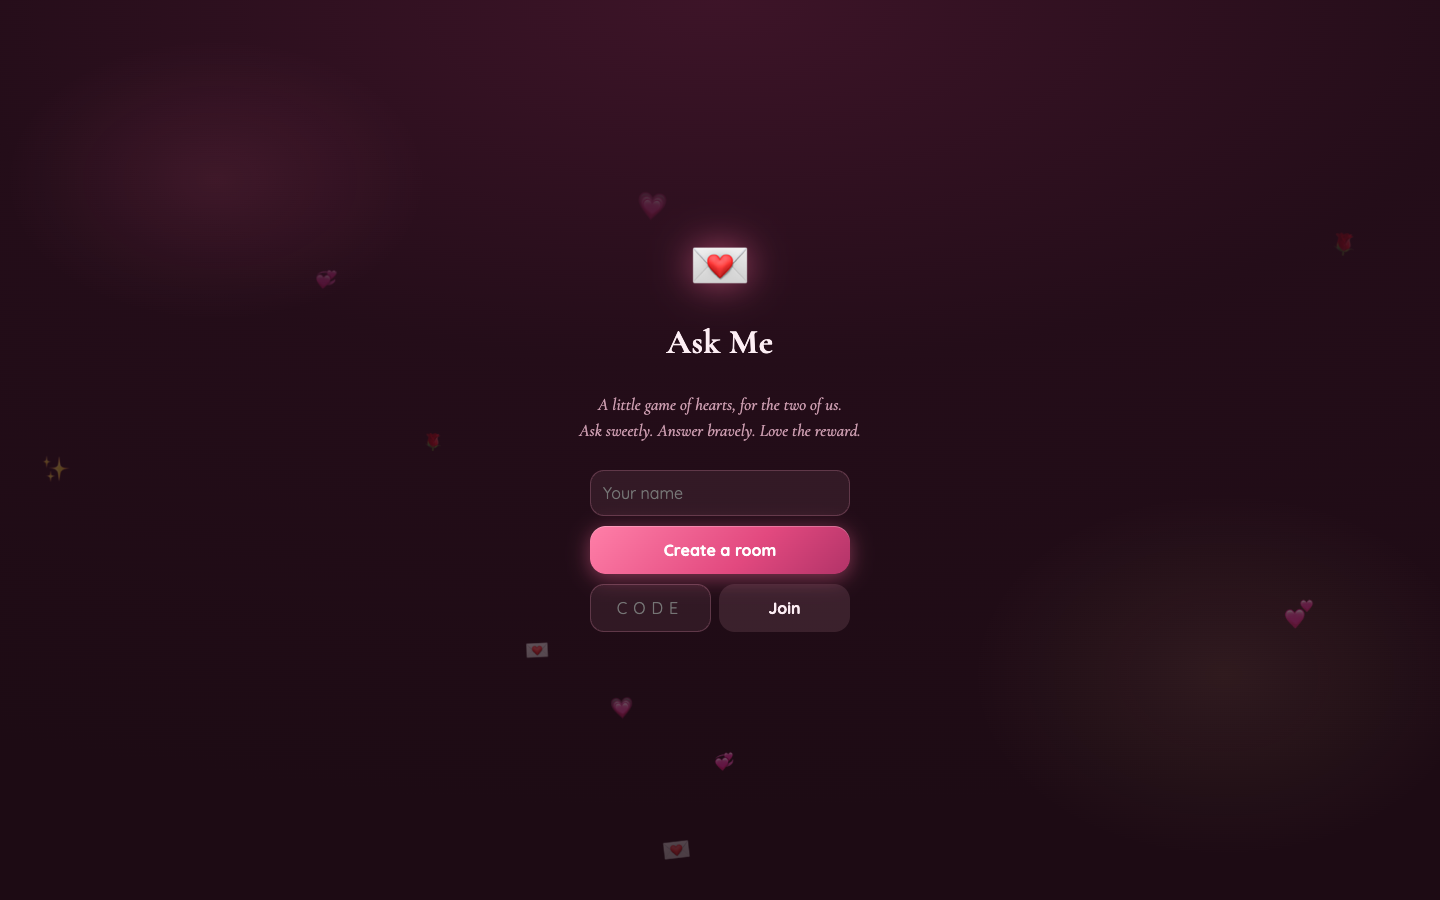 Ask Me
A little game of hearts, for the two of us.
Ask sweetly. Answer bravely. Love the reward.
Your name
Create a room
CODE
Join